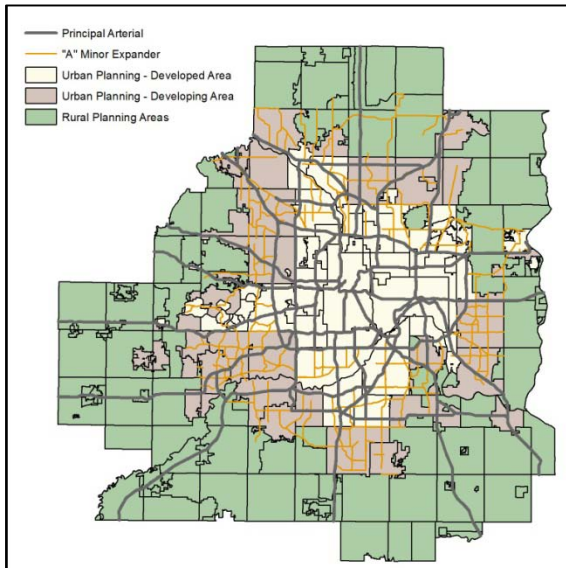 Principal Arterial
"A" Minor Expander
Urban Planning - Developed Area
Urban Planning - Developing Area
Rural Planning Areas